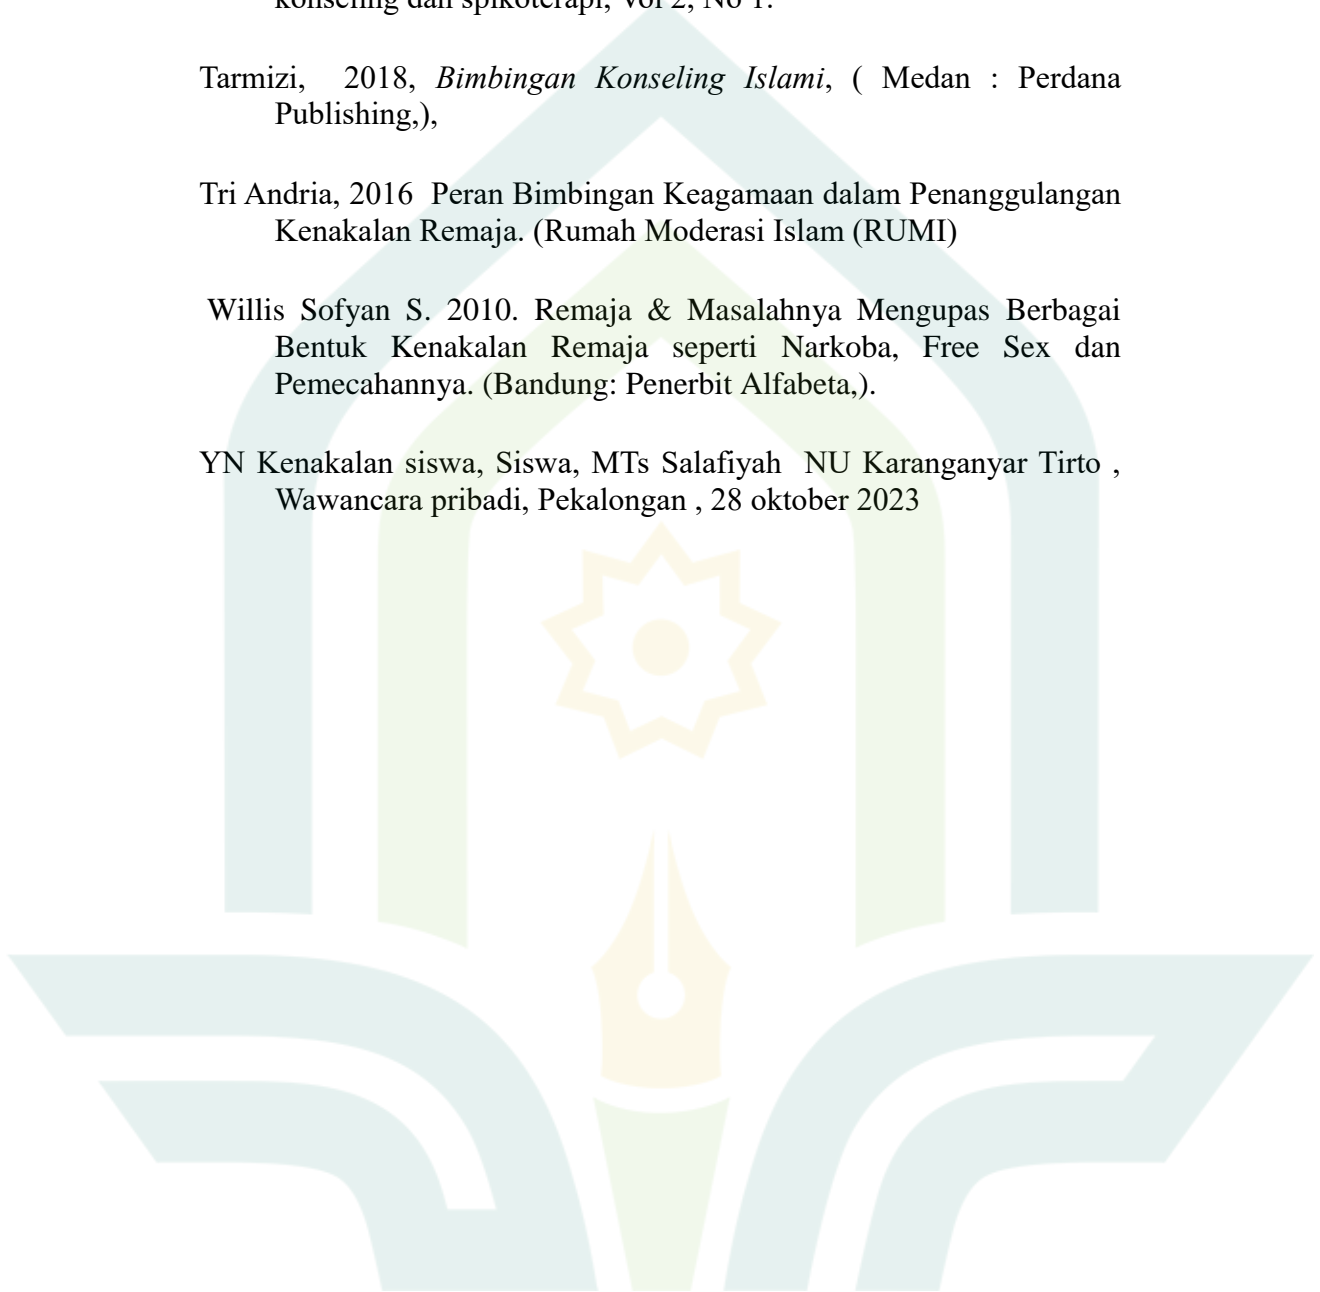 konseling dan spikoterapi, Vol 2, No 1.
Tarmizi, 2018, Bimbingan Konseling Islami, ( Medan : Perdana
Publishing,),
Tri Andria, 2016 Peran Bimbingan Keagamaan dalam Penanggulangan
Kenakalan Remaja. (Rumah Moderasi Islam (RUMI)
Willis Sofyan S. 2010. Remaja & Masalahnya Mengupas Berbagai
Bentuk Kenakalan Remaja seperti Narkoba, Free Sex dan
Pemecahannya. (Bandung: Penerbit Alfabeta,).
YN Kenakalan siswa, Siswa, MTs Salafiyah NU Karanganyar Tirto ,
Wawancara pribadi, Pekalongan , 28 oktober 2023